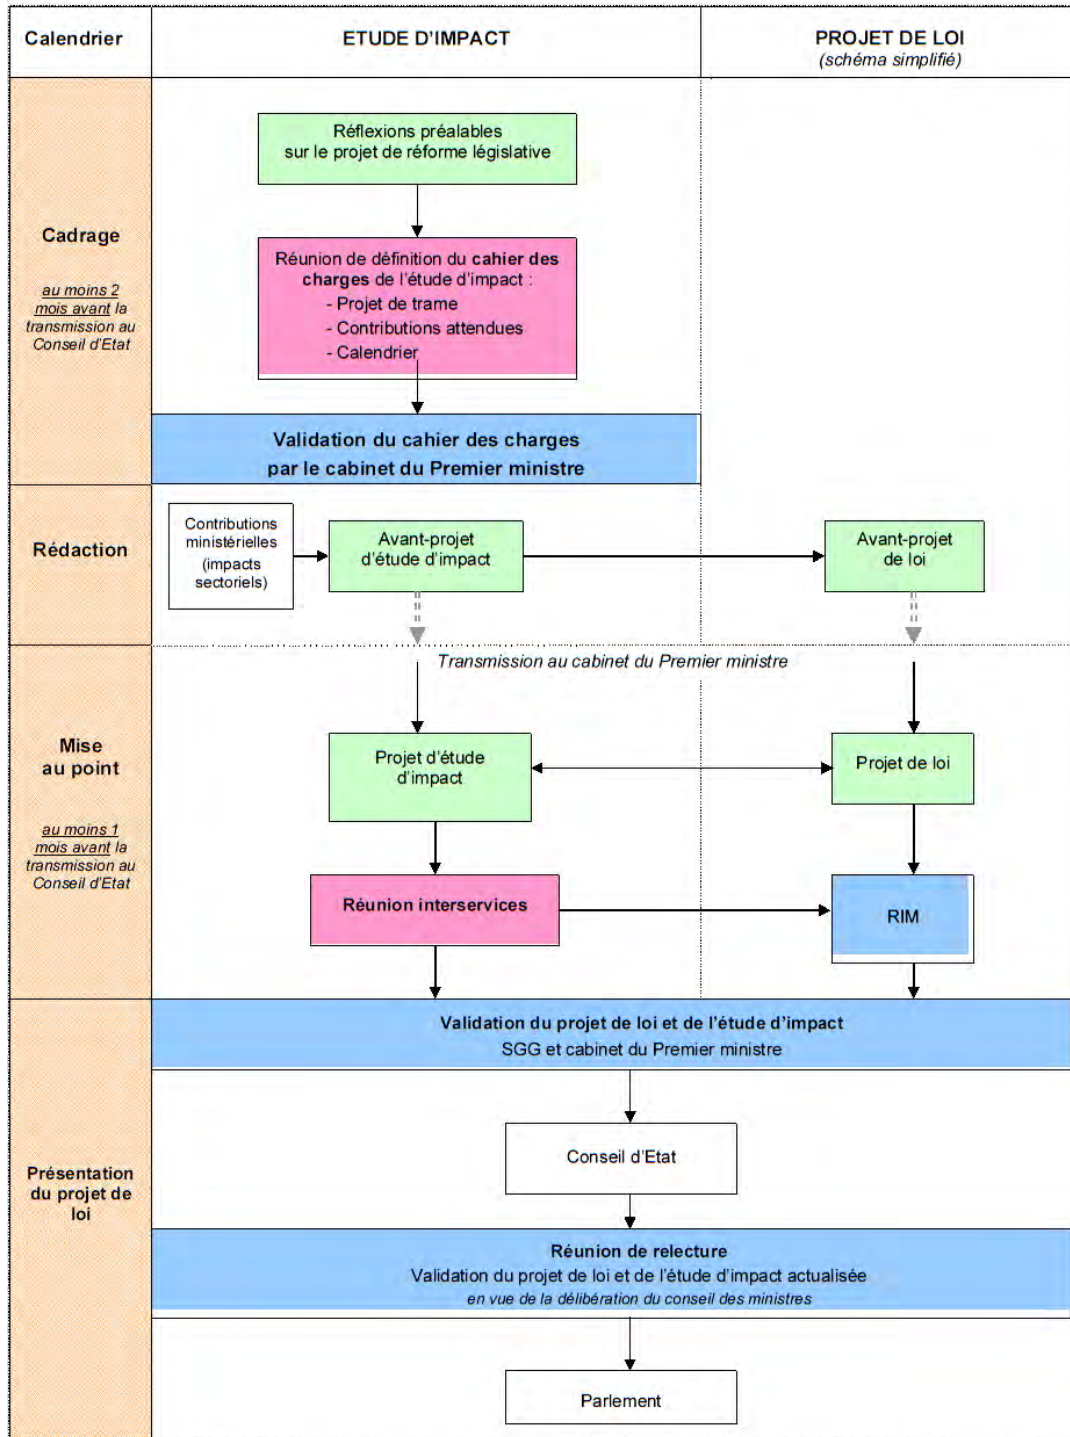 Calendrier
ETUDE D'IMPACT
PROJET DE LOI
(schéma simplifié)
Cadrage
au moins 2
mois avant la
transmission au
Conseil d'Etat
Réflexions préalables
sur le projet de réforme législative
Réunion de définition du cahier des
charges de l'étude d'impact :
- Projet de trame
- Contributions attendues
- Calendrier
Validation du cahier des charges
par le cabinet du Premier ministre
Rédaction
Contributions
ministérielles
(impacts
sectoriels)
Avant-projet
d'étude d'impact
Avant-projet
de loi
Transmission au cabinet du Premier ministre
Mise
au point
au moins 1
mois avant la
transmission au
Conseil d'Etat
Projet d'étude
d'impact
Projet de loi
Réunion interservices
RIM
Présentation
du projet de
loi
Validation du projet de loi et de l'étude d'impact
SGG et cabinet du Premier ministre
Conseil d'Etat
Réunion de relecture
Validation du projet de loi et de l'étude d'impact actualisée
en vue de la délibération du conseil des ministres
Parlement